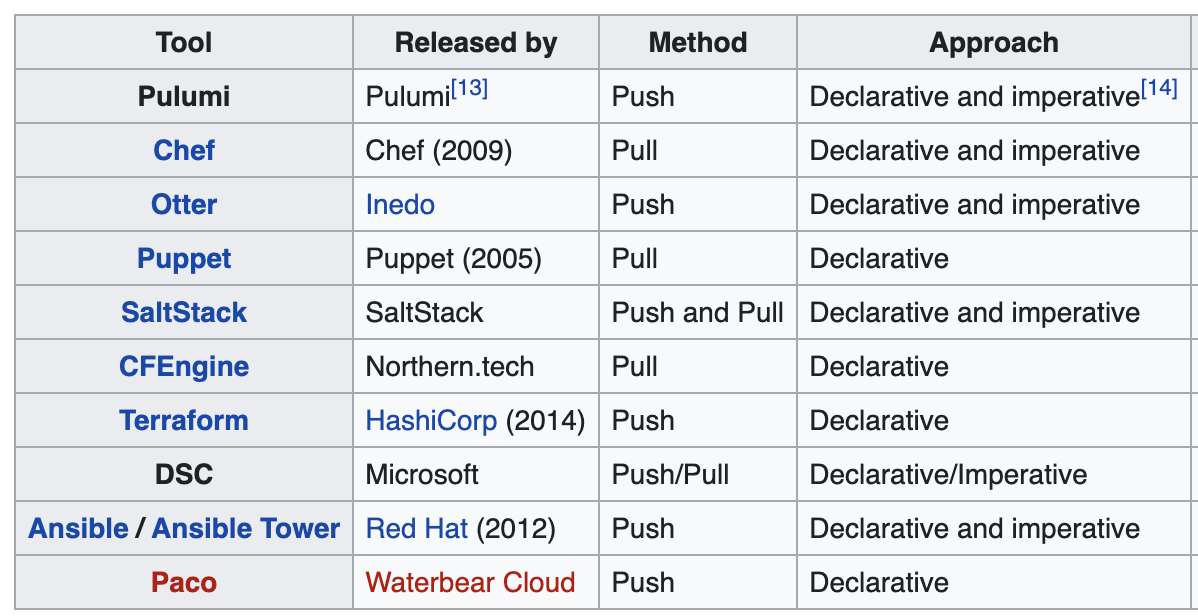 Tool Released by Method Approach
Pulumi Pulumi[13] Push Declarative and imperative[14]
Chef Chef (2009) Pull Declarative and imperative
Otter Inedo Push Declarative and imperative
Puppet Puppet (2005) Pull Declarative
SaltStack SaltStack Push and Pull Declarative and imperative
CFEngine Northern.tech Pull Declarative
Terraform HashiCorp (2014) Push Declarative
DSC Microsoft Push/Pull Declarative/Imperative
Ansible / Ansible Tower Red Hat (2012) Push Declarative and imperative
Paco Waterbear Cloud Push Declarative